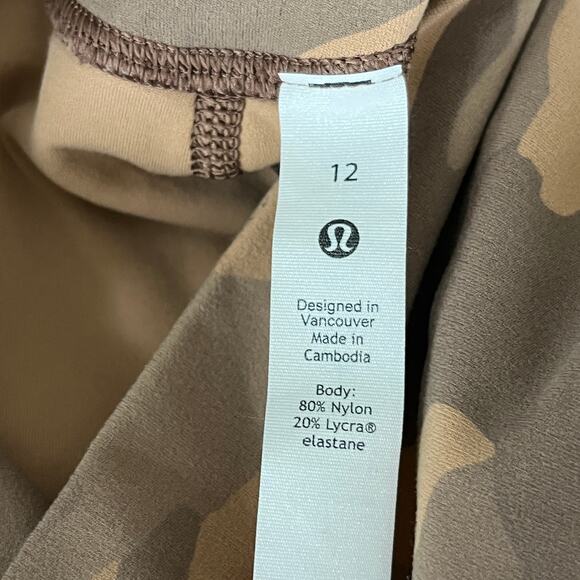 12
Designed in
Vancouver
Made in
Cambodia
Body:
80% Nylon
20% Lycra®
elastane